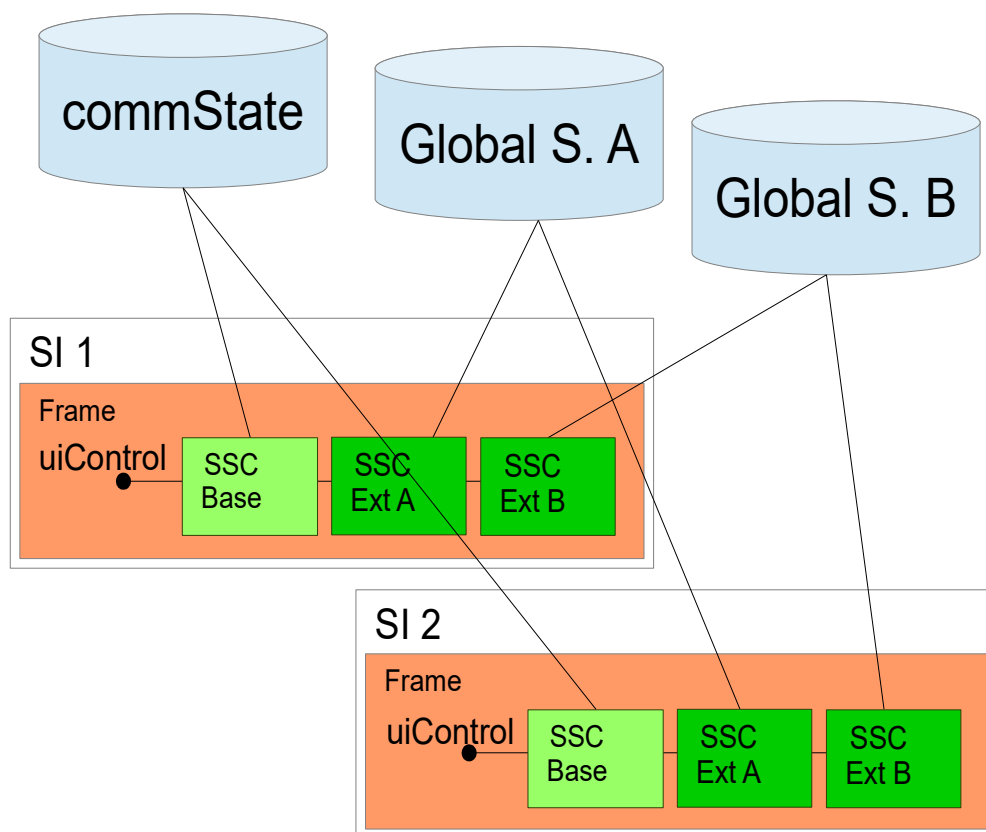 commState
Global S. A
Global S. B
SI 1
Frame
uiControl
SSC
Base
SSC
Ext A
SSC
Ext B
SI 2
Frame
uiControl
SSC
Base
SSC
Ext A
SSC
Ext B